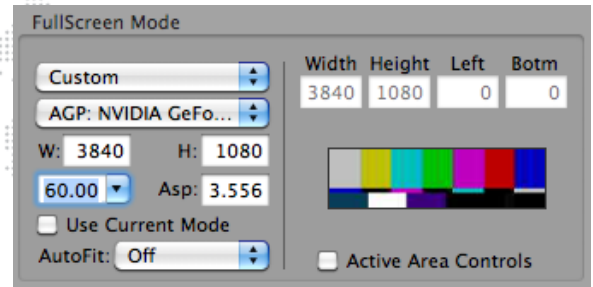 FullScreen Mode
Custom
AGP: NVIDIA GeFo...
W: 3840 H: 1080
60.00 Asp: 3.556
Use Current Mode
AutoFit: Off
Width Height Left Botm
3840 1080 0 0
Active Area Controls